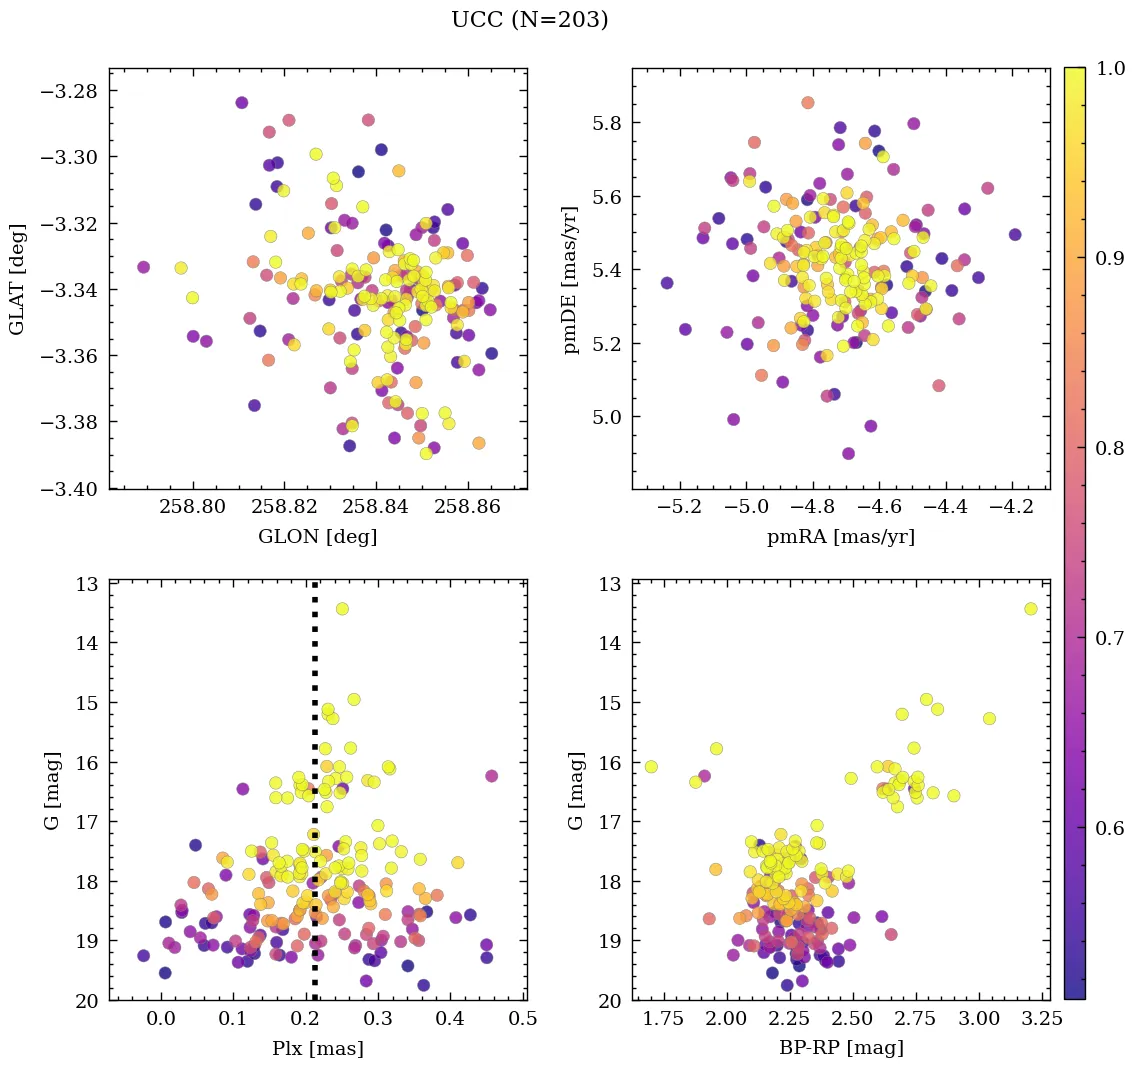 UCC (N=203)
−3.28
−3.30
−3.32
−3.34
−3.36
−3.38
−3.40
GLAT [deg]
258.80 258.82 258.84 258.86
GLON [deg]
5.8
5.6
5.4
5.2
5.0
pmDE [mas/yr]
−5.2 −5.0 −4.8 −4.6 −4.4 −4.2
pmRA [mas/yr]
1.0
0.9
0.8
0.7
0.6
13
14
15
16
17
18
19
20
G [mag]
0.0 0.1 0.2 0.3 0.4 0.5
Plx [mas]
13
14
15
16
17
18
19
20
G [mag]
1.75 2.00 2.25 2.50 2.75 3.00 3.25
BP-RP [mag]